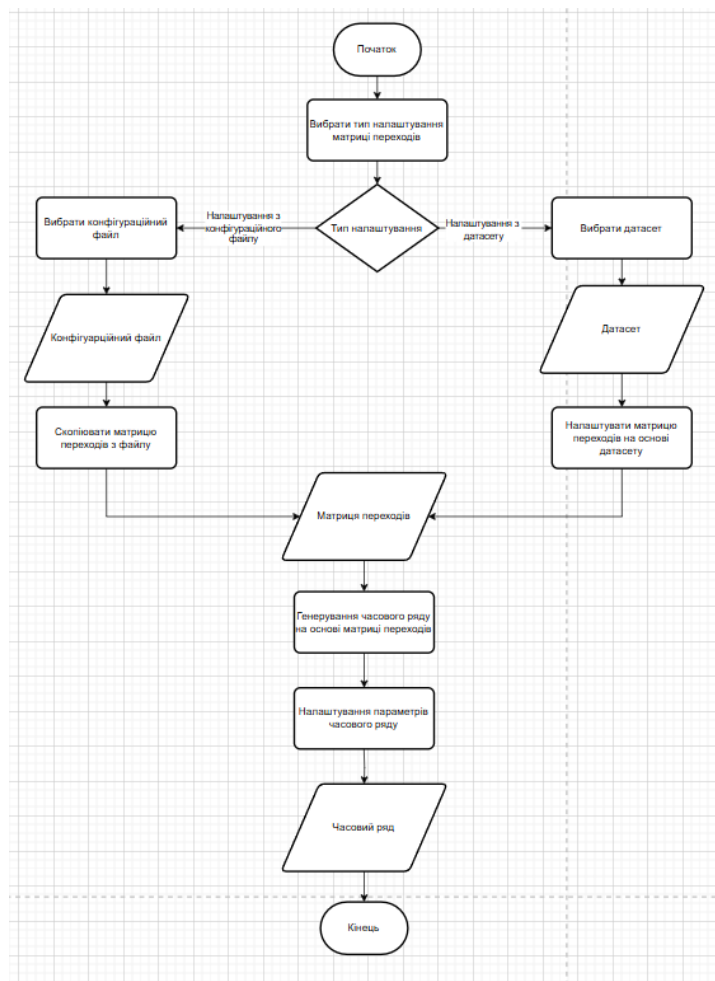 Початок
Вибрати тип налаштування
матриці переходів
Вибрати конфігураційний
файл
Налаштування з
конфігураційного
файлу
Тип налаштування
Налаштування з
датасету
Вибрати датасет
Конфігуарційний файл
Датасет
Скопіювати матрицю
переходів з файлу
Налаштувати матрицю
переходів на основі
датасету
Матриця переходів
Генерування часового ряду
на основі матриці переходів
Налаштування параметрів
часового ряду
Часовий ряд
Кінець